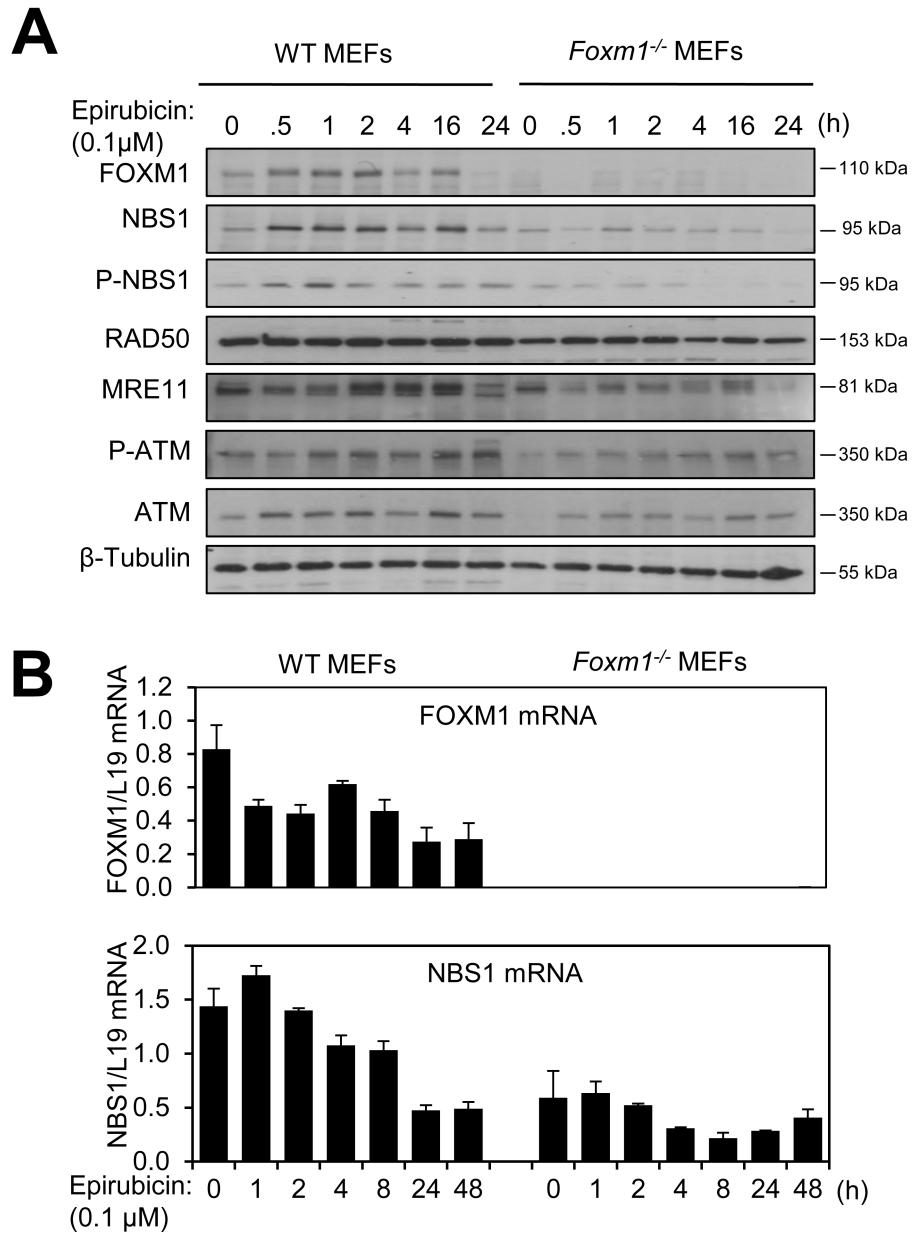 A
WT MEFs Foxm1-/- MEFs
Epirubicin: 0 .5 1 2 4 16 24 0 .5 1 2 4 16 24 (h)
(0.1µM)
FOXM1 110 kDa
NBS1 95 kDa
P-NBS1 95 kDa
RAD50 153 kDa
MRE11 81 kDa
P-ATM 350 kDa
ATM 350 kDa
β-Tubulin 55 kDa
B
WT MEFs Foxm1-/- MEFs
FOXM1/L19 mRNA
1.2
1.0
0.8
0.6
0.4
0.2
0.0
FOXM1 mRNA
NBS1/L19 mRNA
2.0
1.5
1.0
0.5
0.0
NBS1 mRNA
Epirubicin: 0 1 2 4 8 24 48 0 1 2 4 8 24 48 (h)
(0.1 µM)